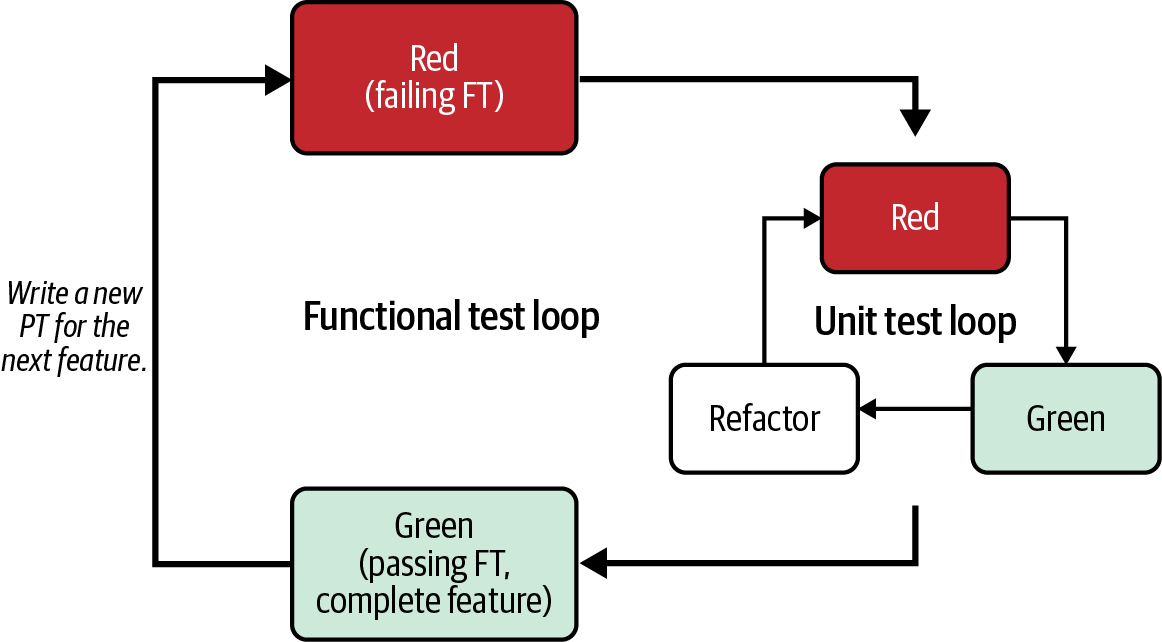 Red
(failing FT)
Red
Write a new
PT for the
next feature.
Functional test loop
Unit test loop
Refactor
Green
Green
(passing FT,
complete feature)